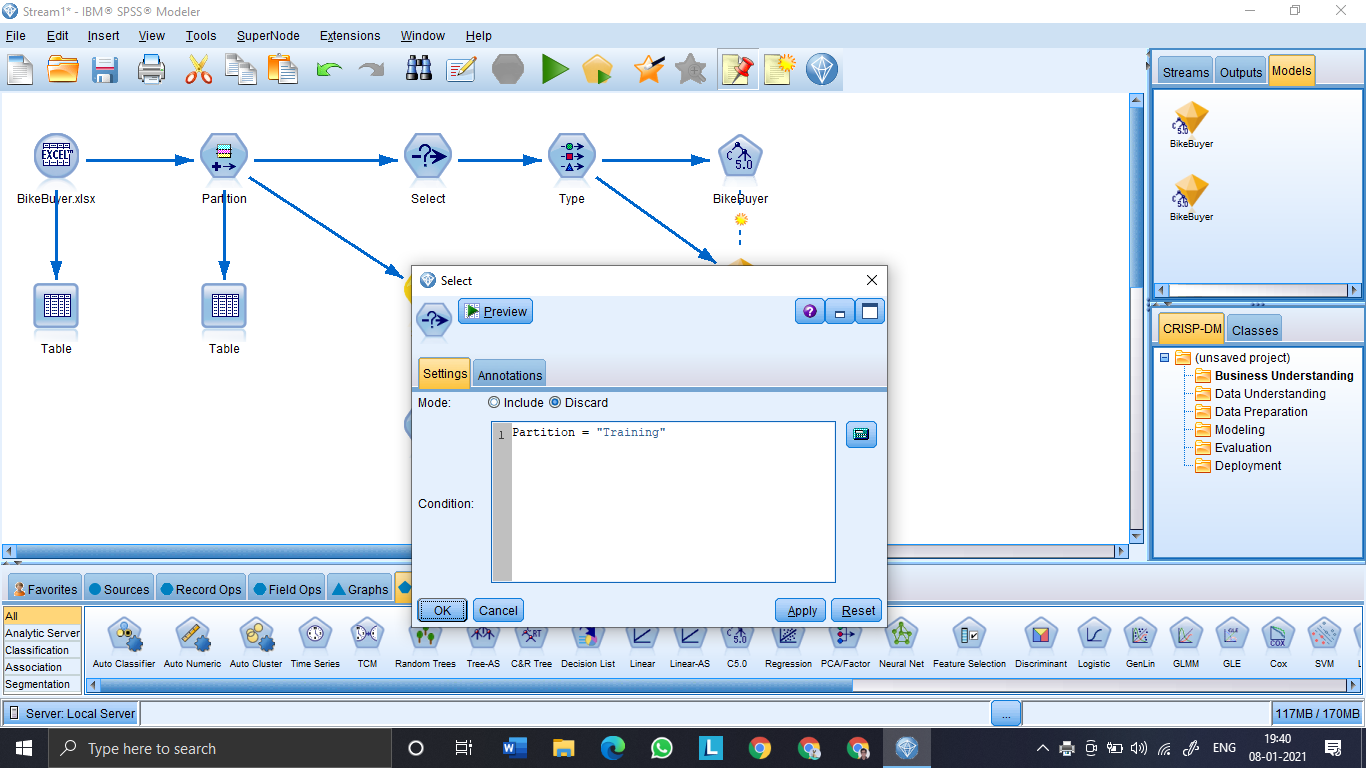 Stream1* - IBM® SPSS® Modeler
File Edit Insert View Tools SuperNode Extensions Window Help
Streams Outputs Models
BikeBuyer
BikeBuyer
EXCEL
C 5.0
BikeBuyer.xlsx Partition Select Type BikeBuyer
Table Table
Select
Preview
Settings Annotations
Mode: Include Discard
1 Partition = "Training"
Condition:
OK Cancel Apply Reset
CRISP-DM Classes
(unsaved project)
Business Understanding
Data Understanding
Data Preparation
Modeling
Evaluation
Deployment
Favorites Sources Record Ops Field Ops Graphs
All
Analytic Server
Classification
Association
Segmentation
Auto Classifier Auto Numeric Auto Cluster Time Series TCM Random Trees Tree-AS C&R Tree Decision List Linear Linear-AS C5.0 Regression PCA/Factor Neural Net Feature Selection Discriminant Logistic GenLin GLMM GLE Cox SVM
Server: Local Server ... 117MB / 170MB
Type here to search
ENG
19:40
08-01-2021